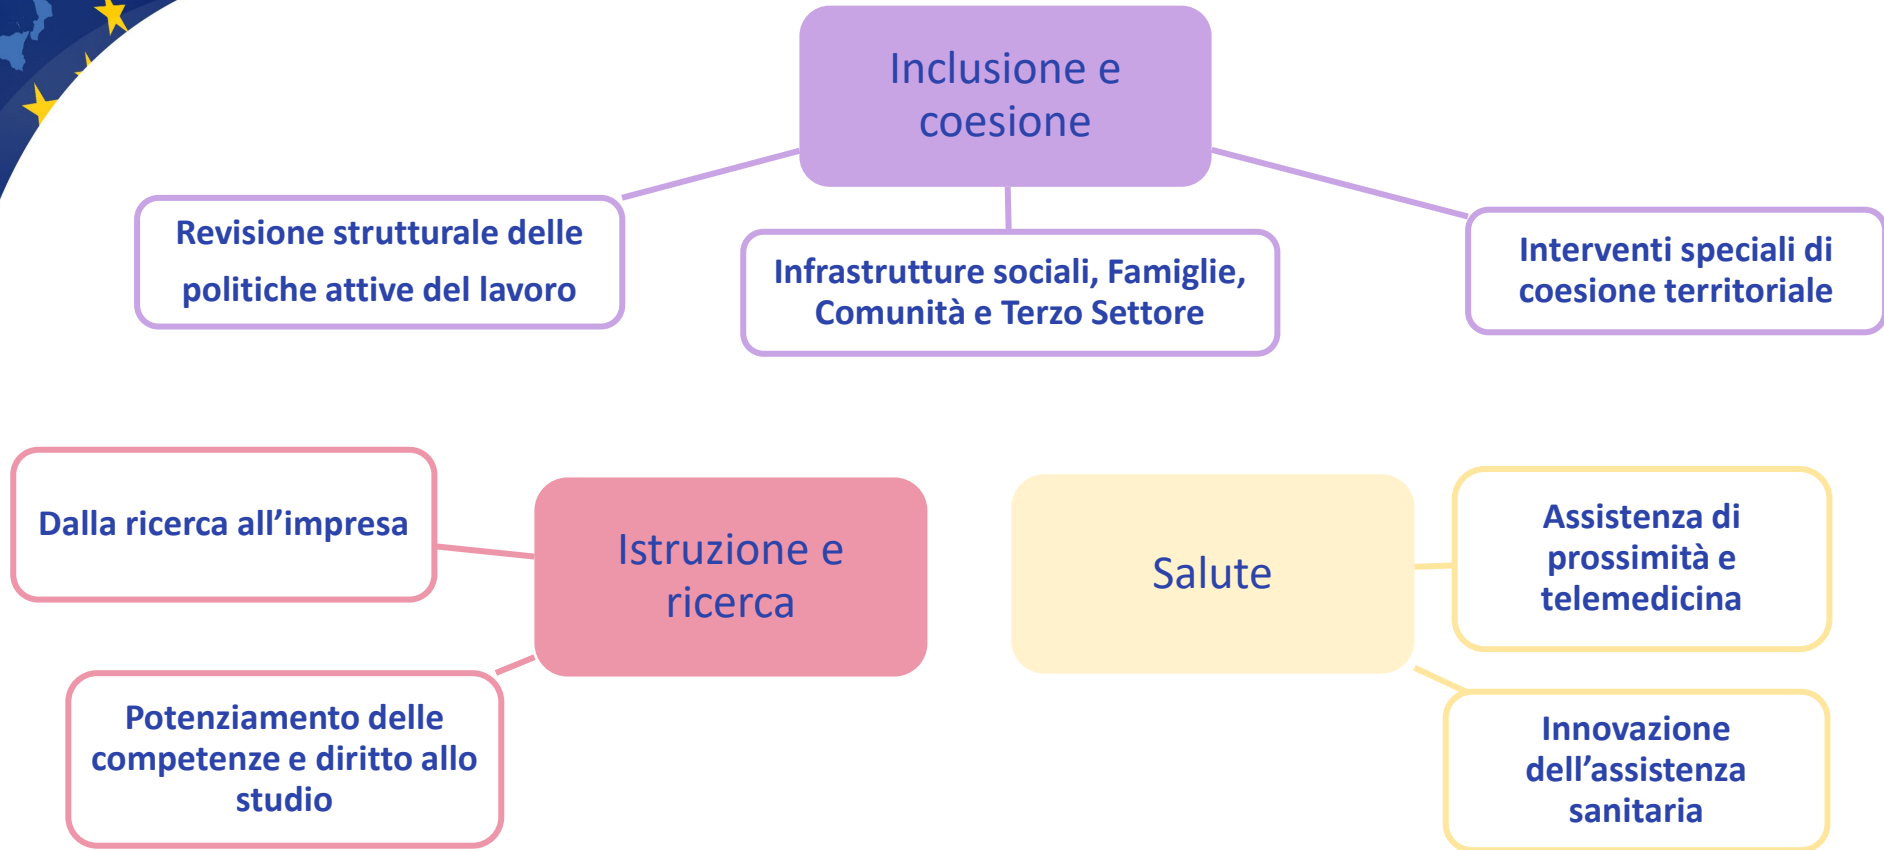 Inclusione e
coesione
Revisione strutturale delle
politiche attive del lavoro
Infrastrutture sociali, Famiglie,
Comunità e Terzo Settore
Interventi speciali di
coesione territoriale
Dalla ricerca all’impresa
Istruzione e
ricerca
Potenziamento delle
competenze e diritto allo
studio
Salute
Assistenza di
prossimità e
telemedicina
Innovazione
dell’assistenza
sanitaria